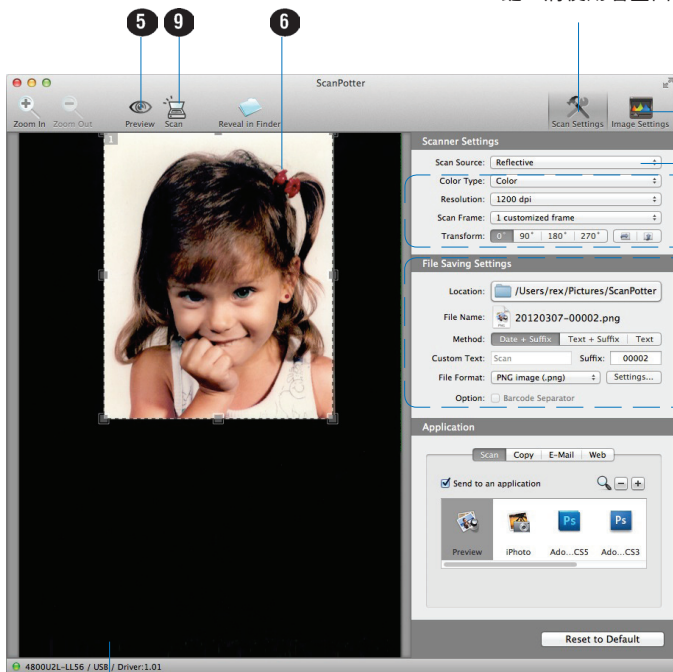 5 9 6
ScanPotter
Zoom In Zoom Out Preview Scan Reveal in Finder Scan Settings Image Settings
1
Scanner Settings
Scan Source: Reflective
Color Type: Color
Resolution: 1200 dpi
Scan Frame: 1 customized frame
Transform: 0° 90° 180° 270°
File Saving Settings
Location: /Users/rex/Pictures/ScanPotter
File Name: 20120307-00002.png
Method: Date + Suffix Text + Suffix Text
Custom Text: Scan Suffix: 00002
File Format: PNG image (.png) Settings...
Option: Barcode Separator
Application
Scan Copy E-Mail Web
Send to an application
Ps Ps
Preview iPhoto Ado...CS5 Ado...CS3
Reset to Default
4800U2L-LL56 / USB / Driver:1.01